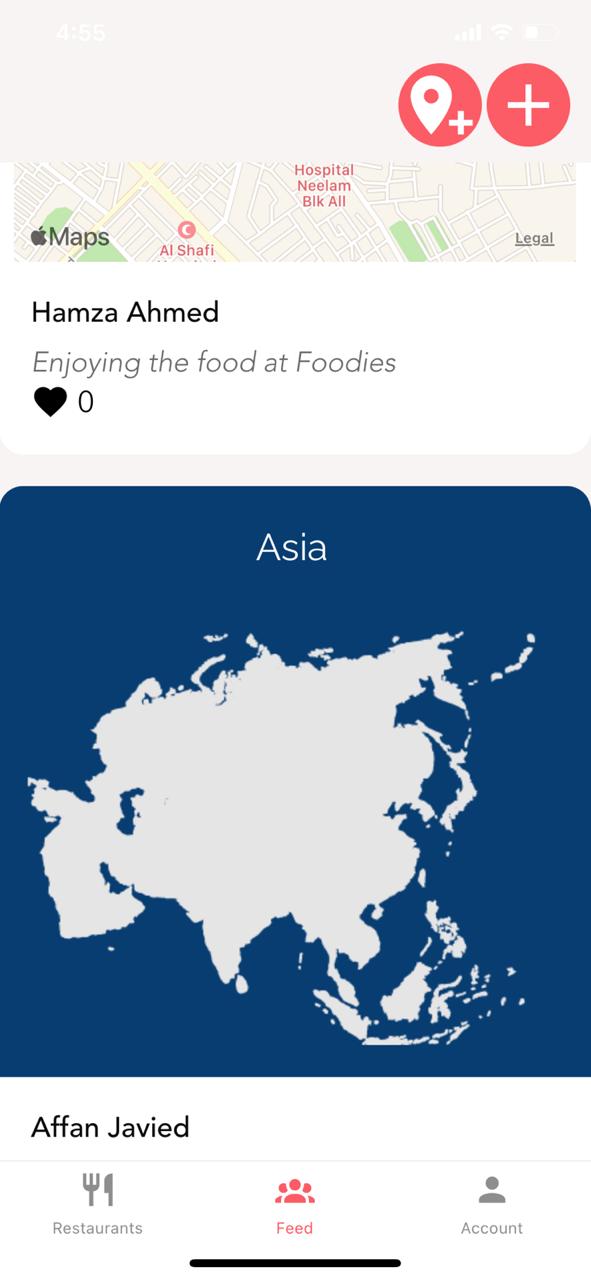 4:55
Hospital
Neelam
Blk All
Maps
Legal
Al Shafi
Hamza Ahmed
Enjoying the food at Foodies
0
Asia
Affan Javied
Restaurants
Feed
Account